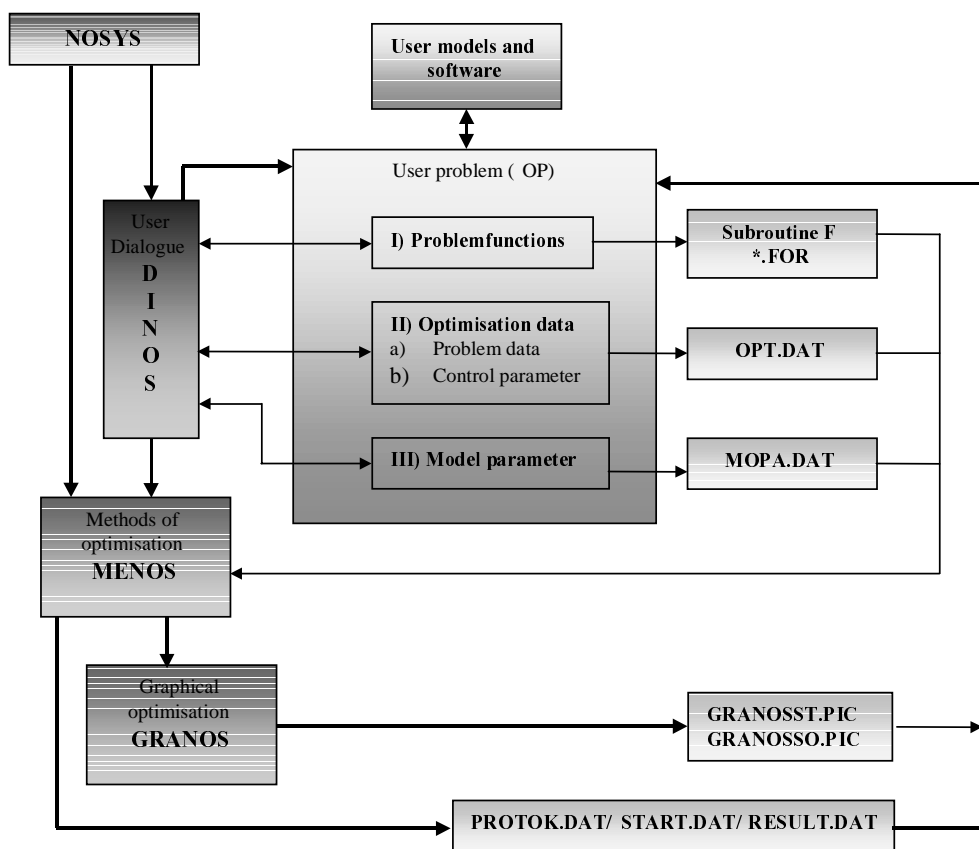 NOSYS
User models and
software
User problem ( OP)
User
Dialogue
D
I
N
O
S
I) Problemfunctions
Subroutine F
*.FOR
II) Optimisation data
a) Problem data
b) Control parameter
OPT.DAT
III) Model parameter
MOPA.DAT
Methods of
optimisation
MENOS
Graphical
optimisation
GRANOS
GRANOSST.PIC
GRANOSSO.PIC
PROTOK.DAT/ START.DAT/ RESULT.DAT